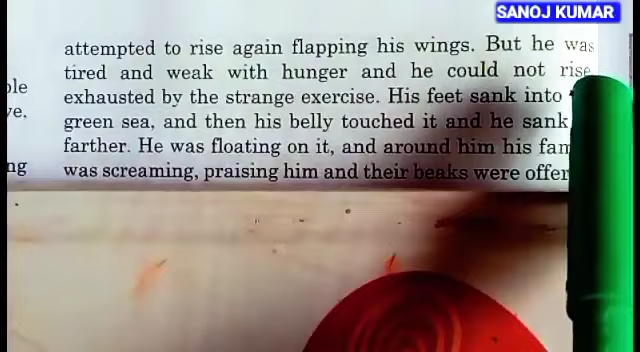 SANOJ KUMAR
attempted to rise again flapping his wings. But he was
tired and weak with hunger and he could not rise
exhausted by the strange exercise. His feet sank into
green sea, and then his belly touched it and he sank
farther. He was floating on it, and around him his
was screaming, praising him and their beaks were